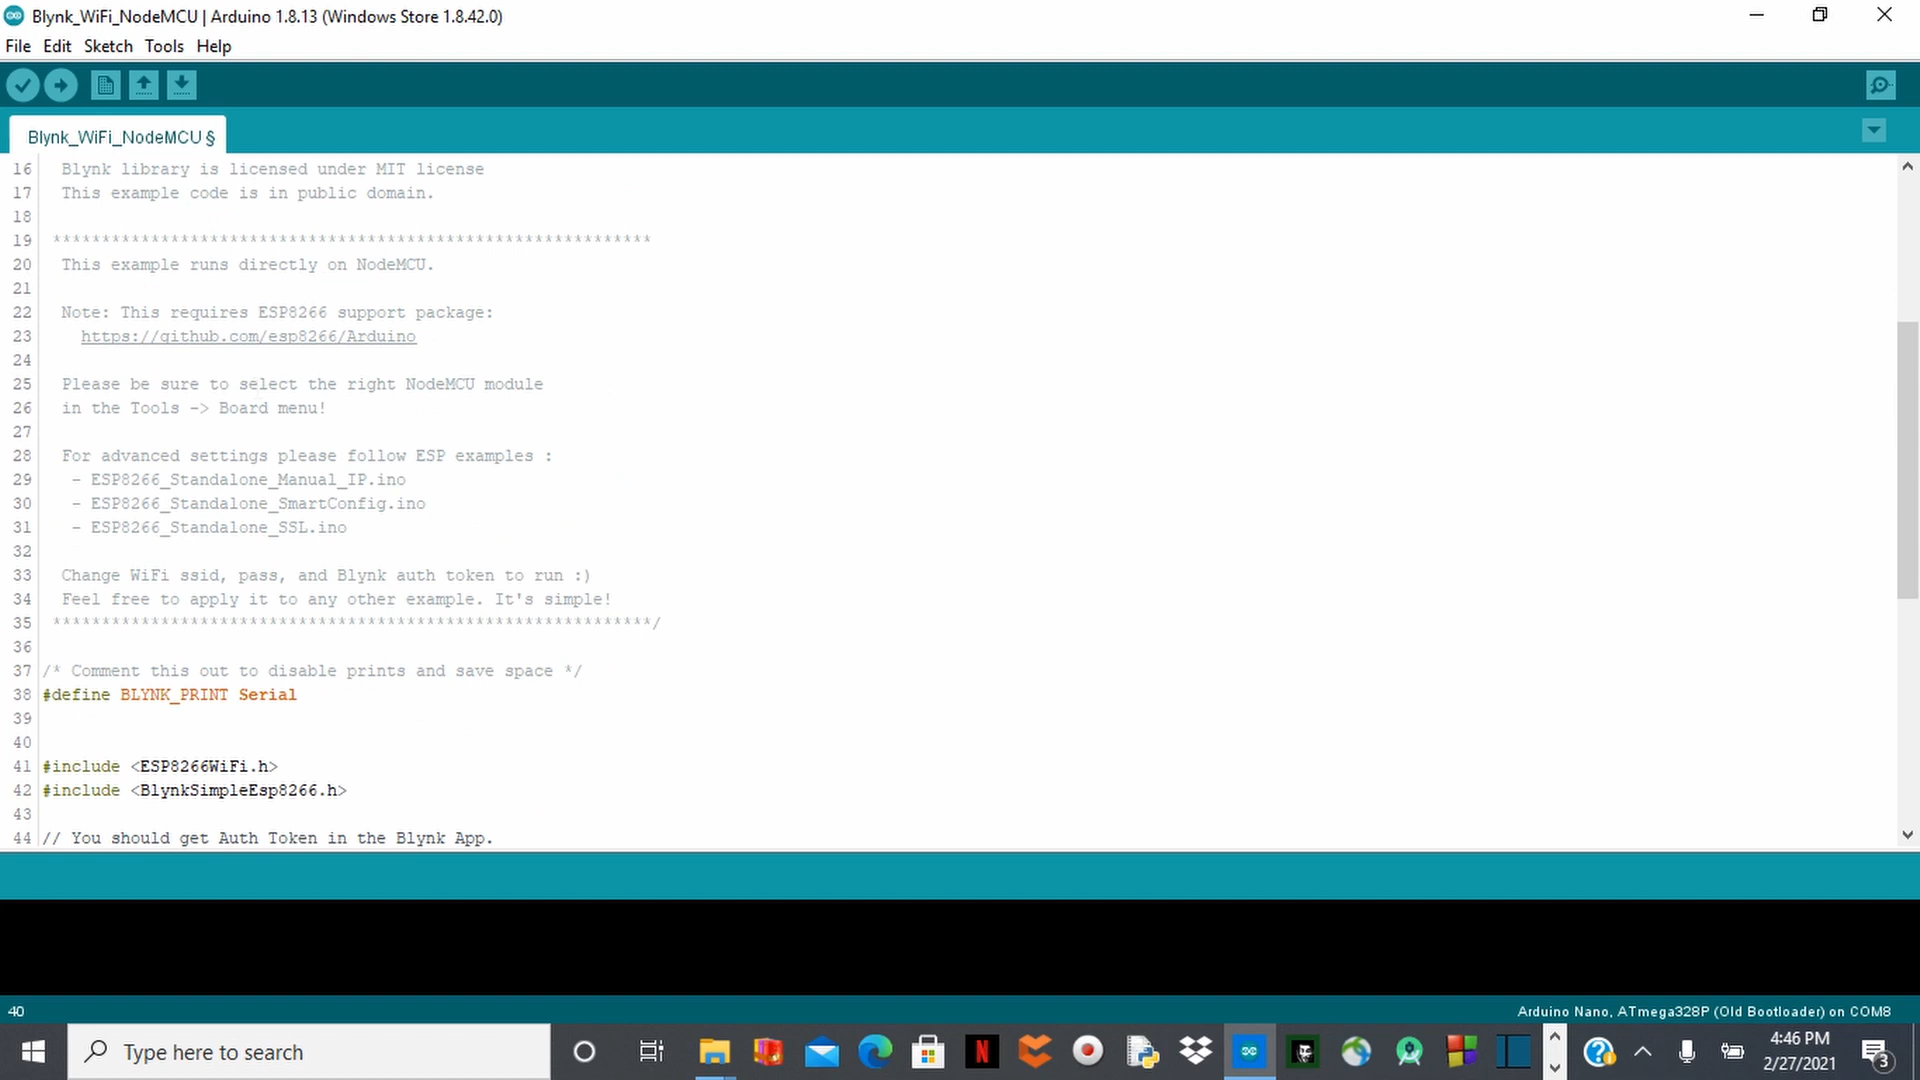 Blynk_WiFi_NodeMCU | Arduino 1.8.13 (Windows Store 1.8.42.0)
File Edit Sketch Tools Help
Blynk_WiFi_NodeMCU §
16 Blynk library is licensed under MIT license
17 This example code is in public domain.
18
19 *************************************************************
20 This example runs directly on NodeMCU.
21
22 Note: This requires ESP8266 support package:
23 https://github.com/esp8266/Arduino
24
25 Please be sure to select the right NodeMCU module
26 in the Tools -> Board menu!
27
28 For advanced settings please follow ESP examples :
29 - ESP8266_Standalone_Manual_IP.ino
30 - ESP8266_Standalone_SmartConfig.ino
31 - ESP8266_Standalone_SSL.ino
32
33 Change WiFi ssid, pass, and Blynk auth token to run :)
34 Feel free to apply it to any other example. It's simple!
35 *************************************************************/
36
37 /* Comment this out to disable prints and save space */
38 #define BLYNK_PRINT Serial
39
40
41 #include <ESP8266WiFi.h>
42 #include <BlynkSimpleEsp8266.h>
43
44 // You should get Auth Token in the Blynk App.
40
Arduino Nano, ATmega328P (Old Bootloader) on COM8
Type here to search
N
4:46 PM
2/27/2021
3